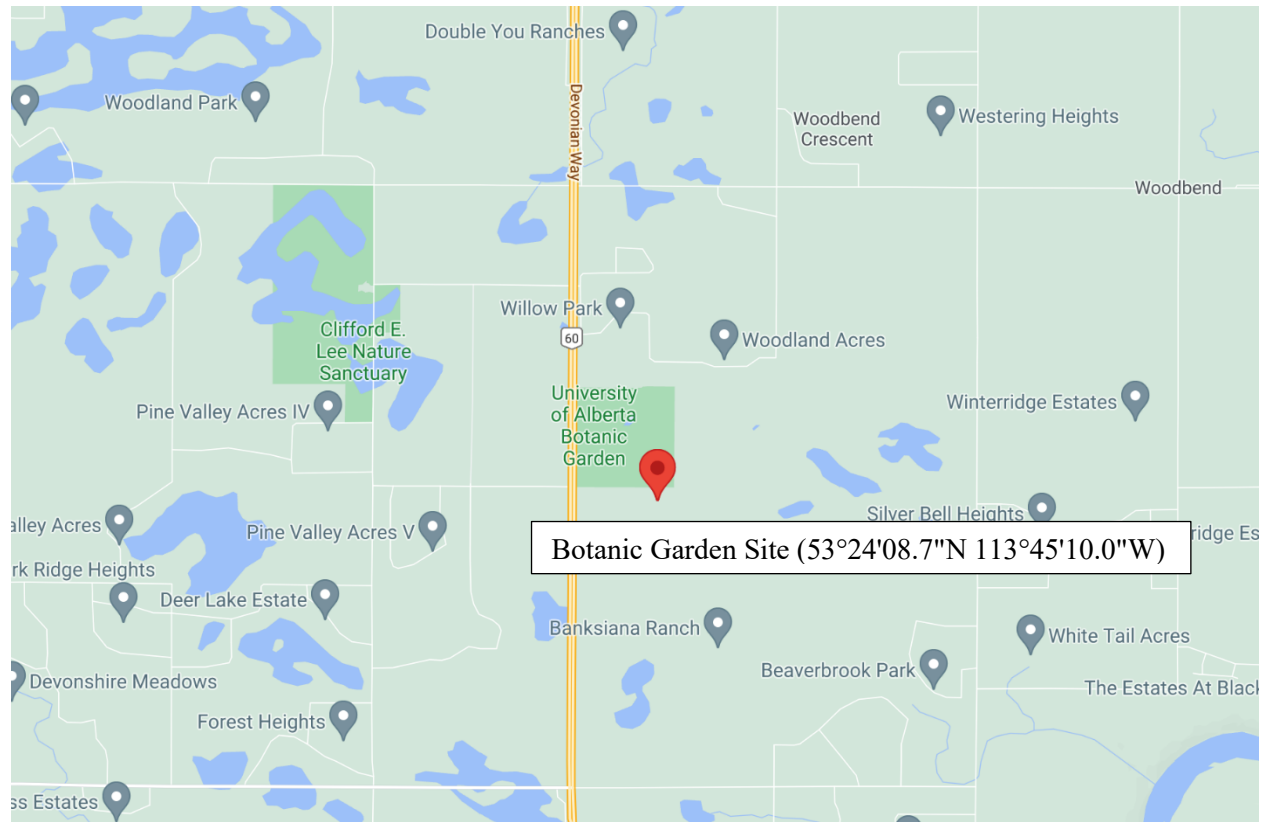 Double You Ranches
Woodland Park
Devonian Way
Woodbend
Crescent
Westering Heights
Woodbend
Willow Park
Clifford E.
Lee Nature
Sanctuary
60
Woodland Acres
University
of Alberta
Botanic
Garden
Pine Valley Acres IV
Winterridge Estates
alley Acres
Pine Valley Acres V
Silver Bell Heights
ridge Es
Botanic Garden Site (53°24'08.7"N 113°45'10.0"W)
rk Ridge Heights
Deer Lake Estate
Banksiana Ranch
White Tail Acres
Beaverbrook Park
Devonshire Meadows
The Estates At Black
Forest Heights
ss Estates